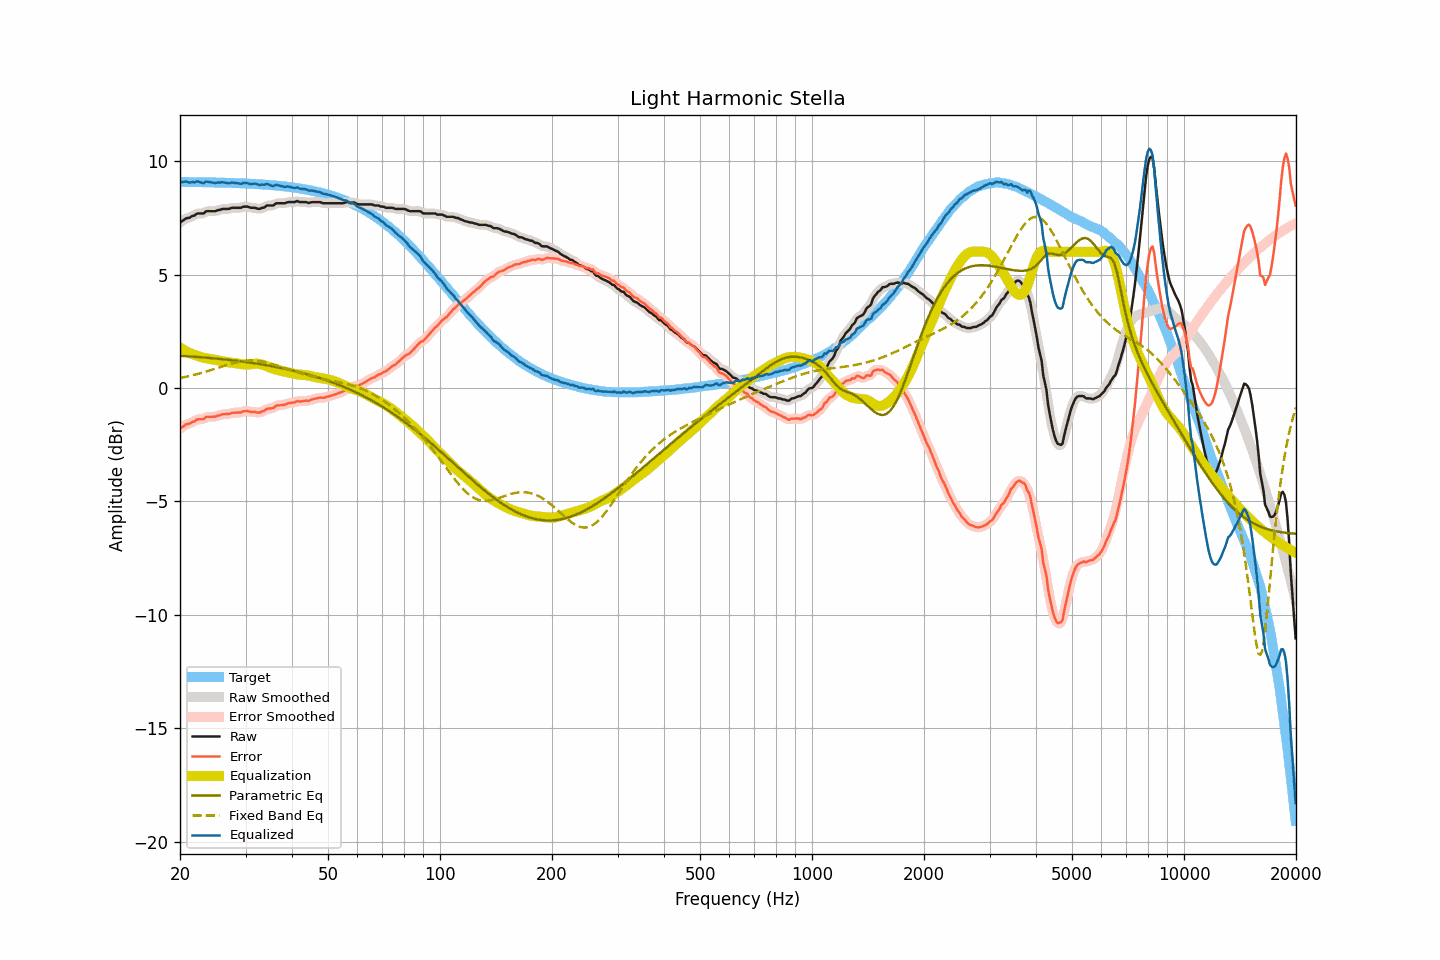 Light Harmonic Stella
10
5
0
−5
−10
−15
−20
Amplitude (dBr)
Target
Raw Smoothed
Error Smoothed
Raw
Error
Equalization
Parametric Eq
Fixed Band Eq
Equalized
20 50 100 200 500 1000 2000 5000 10000 20000
Frequency (Hz)